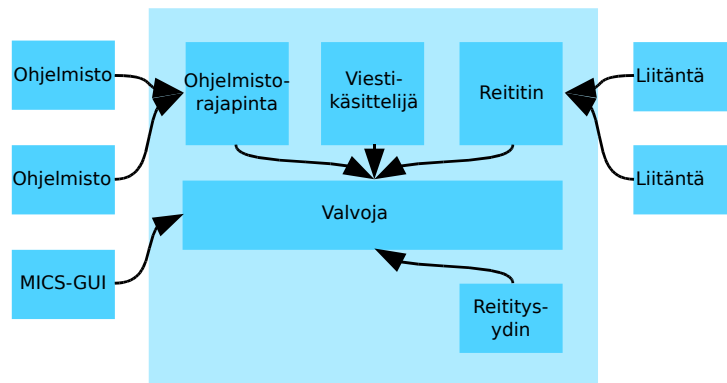 Ohjelmisto
Ohjelmisto
MICS-GUI
Ohjelmisto-
rajapinta
Viesti-
käsittelijä
Reititin
Valvoja
Reititys-
ydin
Liitäntä
Liitäntä